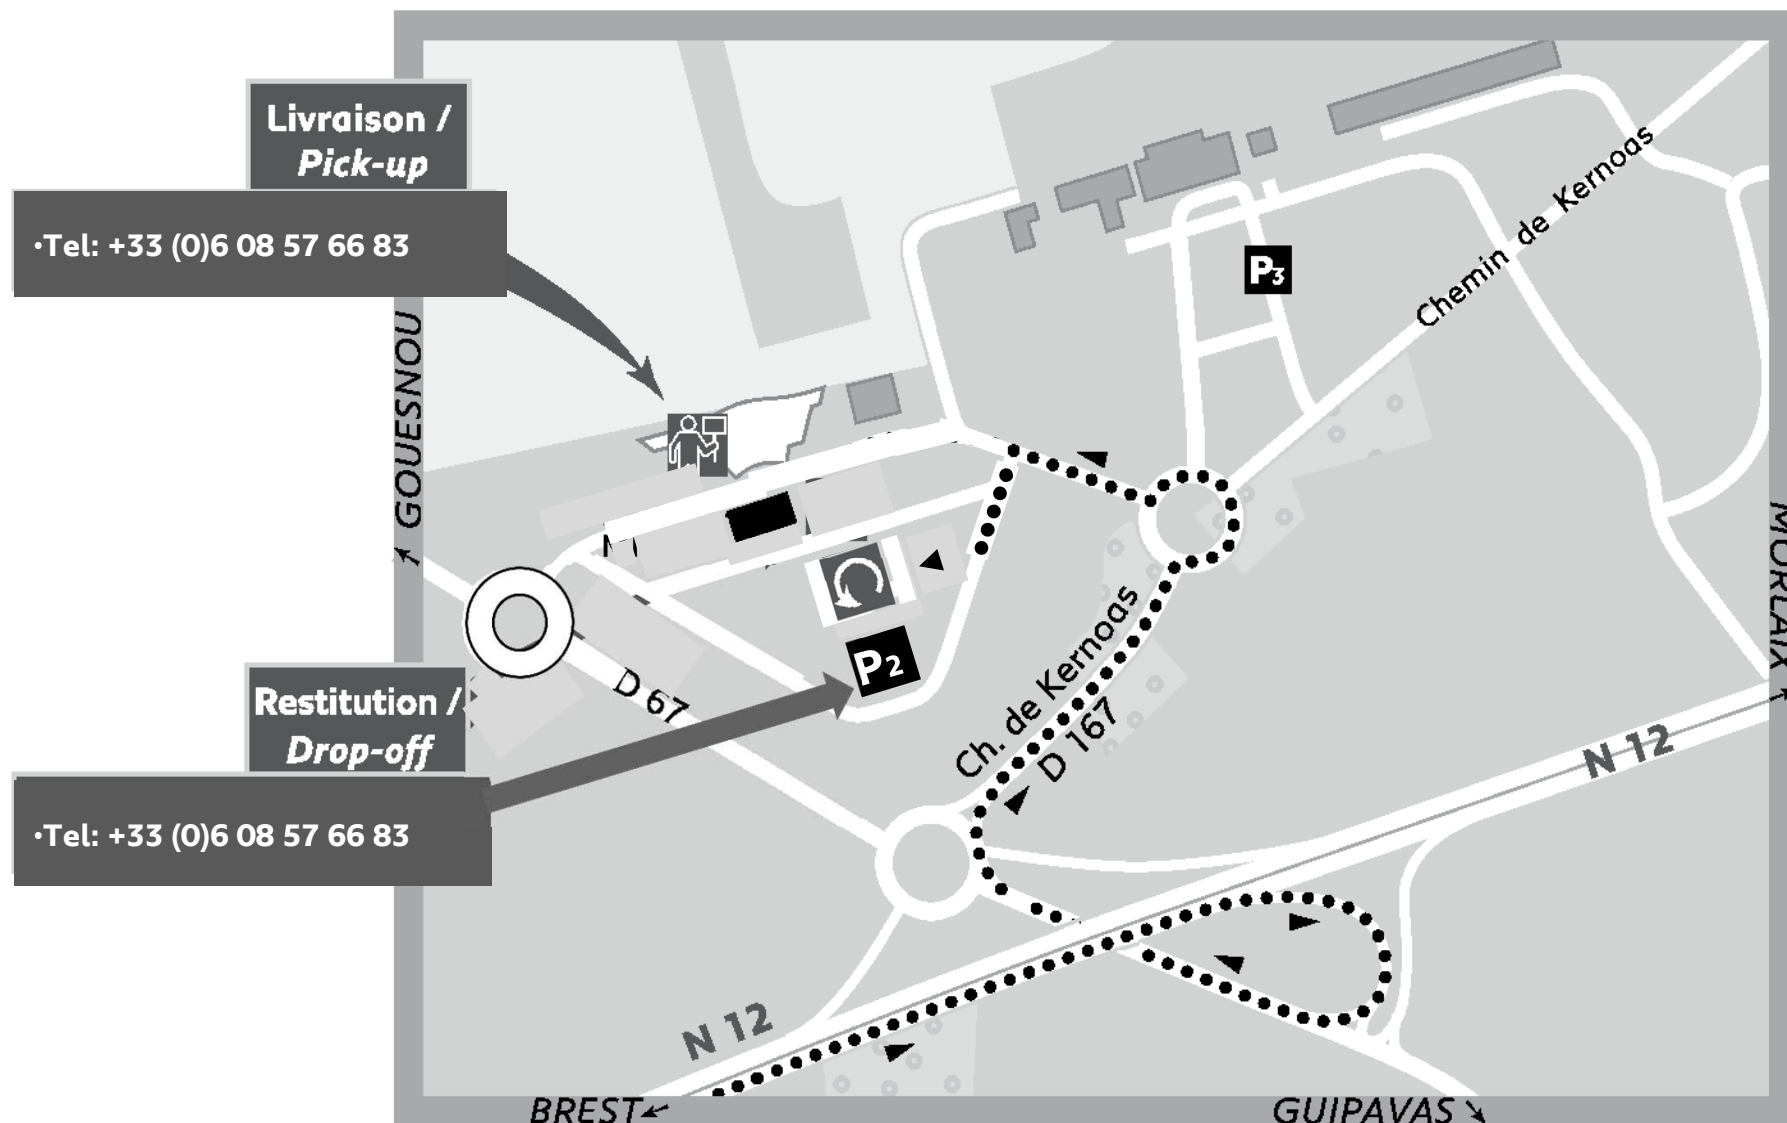 Livraison /
Pick-up
•Tel: +33 (0)6 08 57 66 83
GOUESNOU
P3
Chemin de Kernoas
P2
D 67
Restitution /
Drop-off
•Tel: +33 (0)6 08 57 66 83
Ch. de Kernoas
D 167
MORLAIX
N 12
N 12
BREST
GUIPAVAS